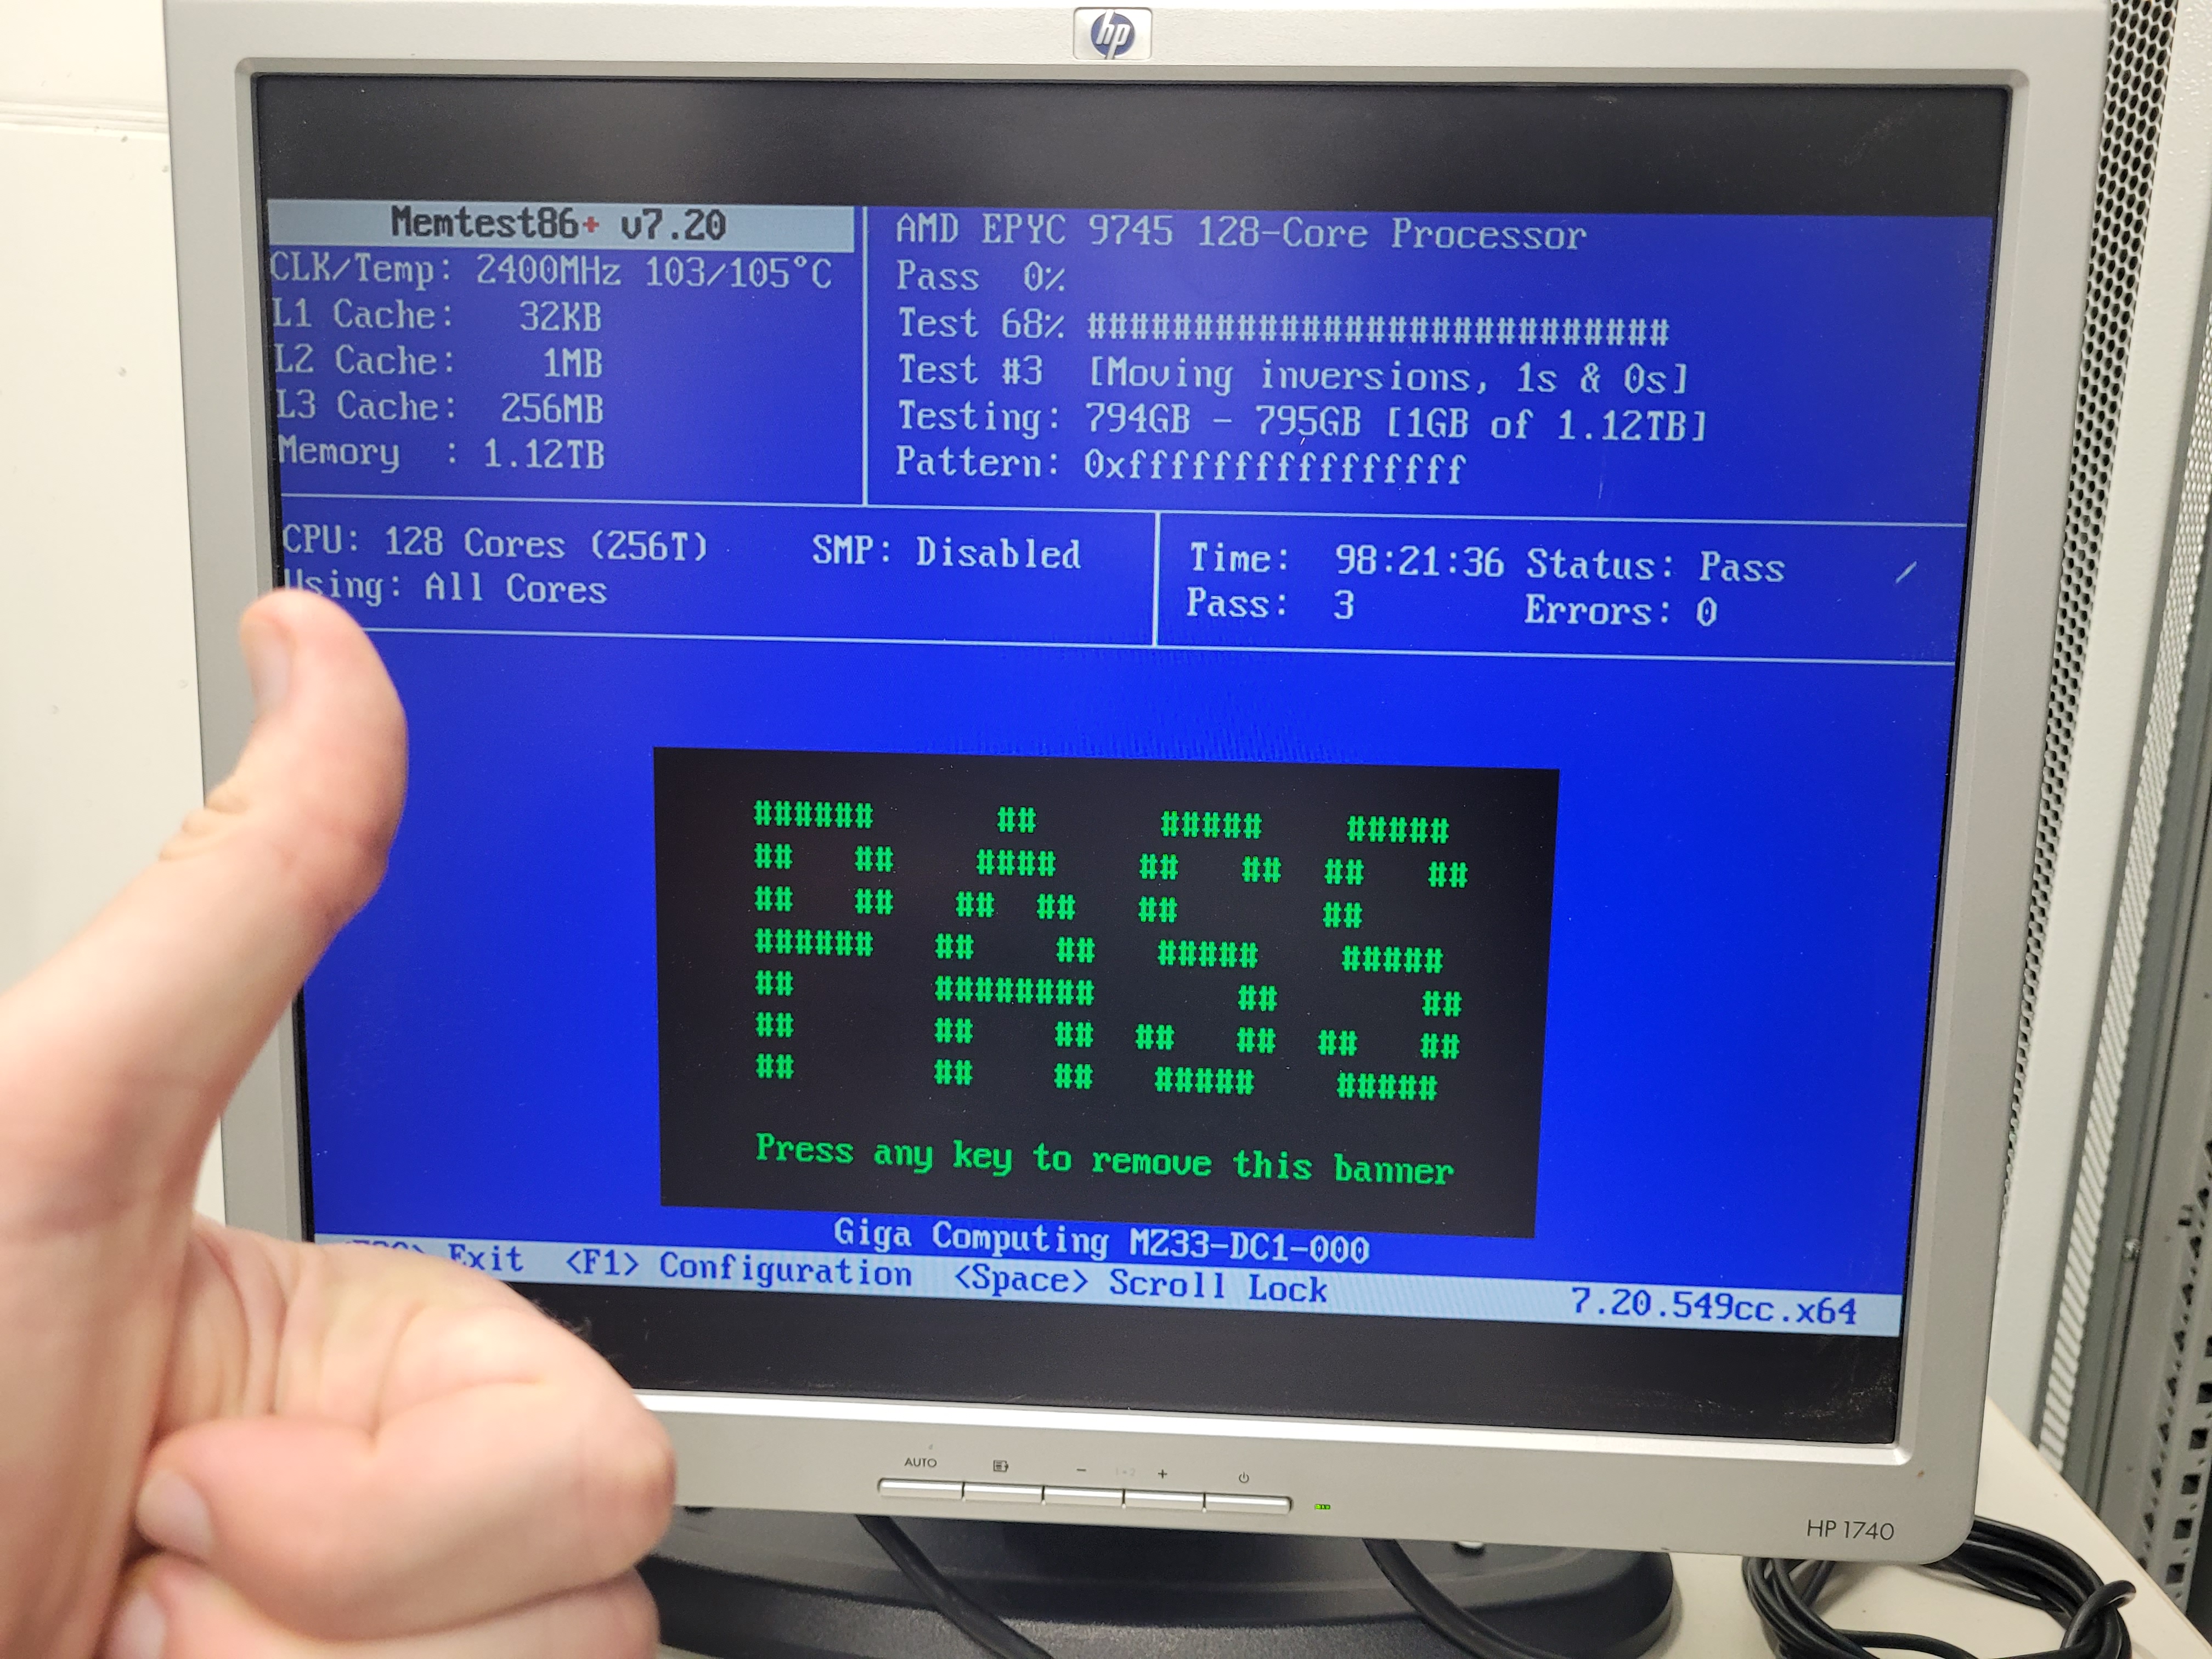 hp
Memtest86+ v7.20
CLK/Temp: 2400MHz 103/105°C
L1 Cache: 32KB
L2 Cache: 1MB
L3 Cache: 256MB
Memory : 1.12TB
AMD EPYC 9745 128-Core Processor
Pass 0%
Test 68% ###########################
Test #3 [Moving inversions, 1s & 0s]
Testing: 794GB - 795GB [1GB of 1.12TB]
Pattern: 0xffffffffffffffff
CPU: 128 Cores (256T) SMP: Disabled
Using: All Cores
Time: 98:21:36 Status: Pass /
Pass: 3 Errors: 0
PASS
Press any key to remove this banner
Giga Computing MZ33-DC1-000
Exit <F1> Configuration <Space> Scroll Lock 7.20.549cc.x64
AUTO - +
HP 1740